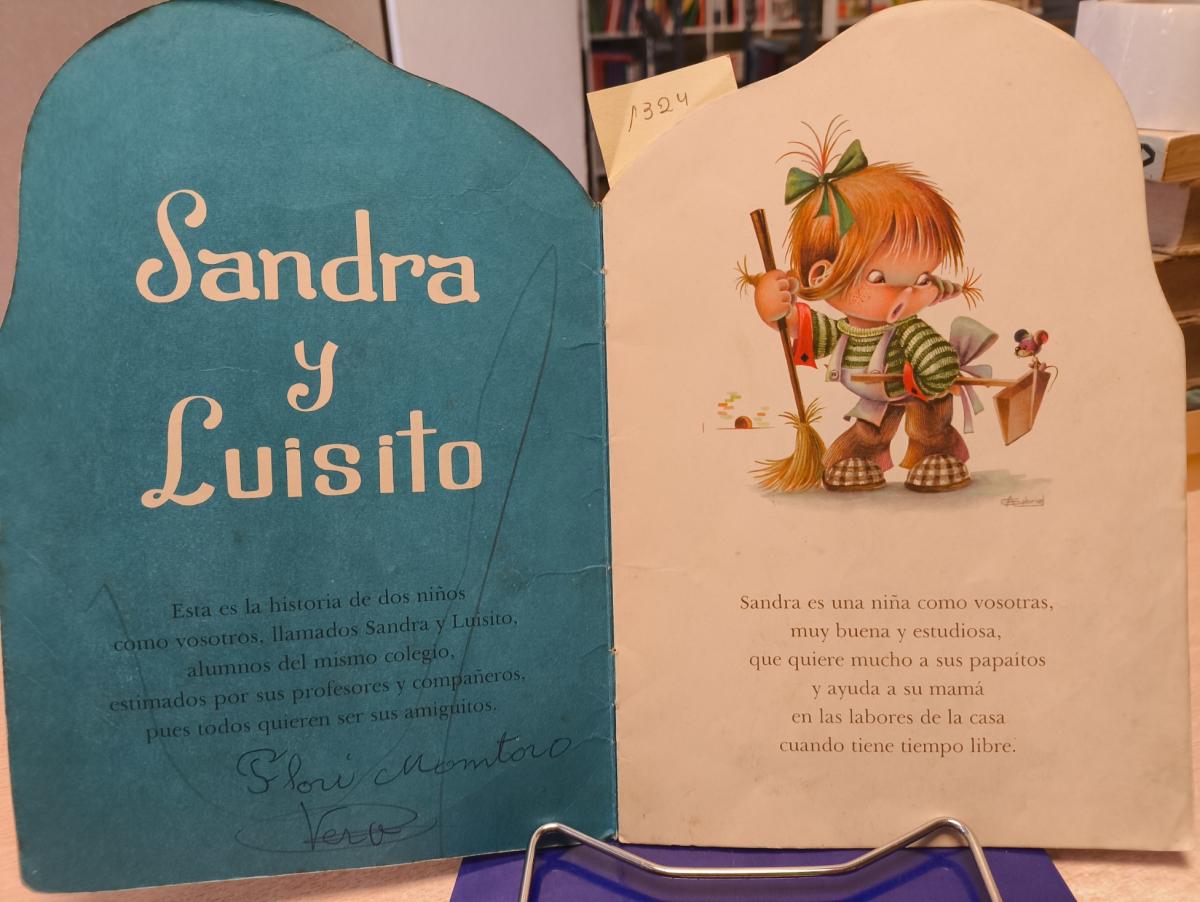 Sandra
y
Luisito
Esta es la historia de dos niños
como vosotros, llamados Sandra y Luisito,
alumnos del mismo colegio,
estimados por sus profesores y compañeros,
pues todos quieren ser sus amiguitos.
Flori Momtoro
Vera
1324
Sandra es una niña como vosotras,
muy buena y estudiosa,
que quiere mucho a sus papaítos
y ayuda a su mamá
en las labores de la casa
cuando tiene tiempo libre.